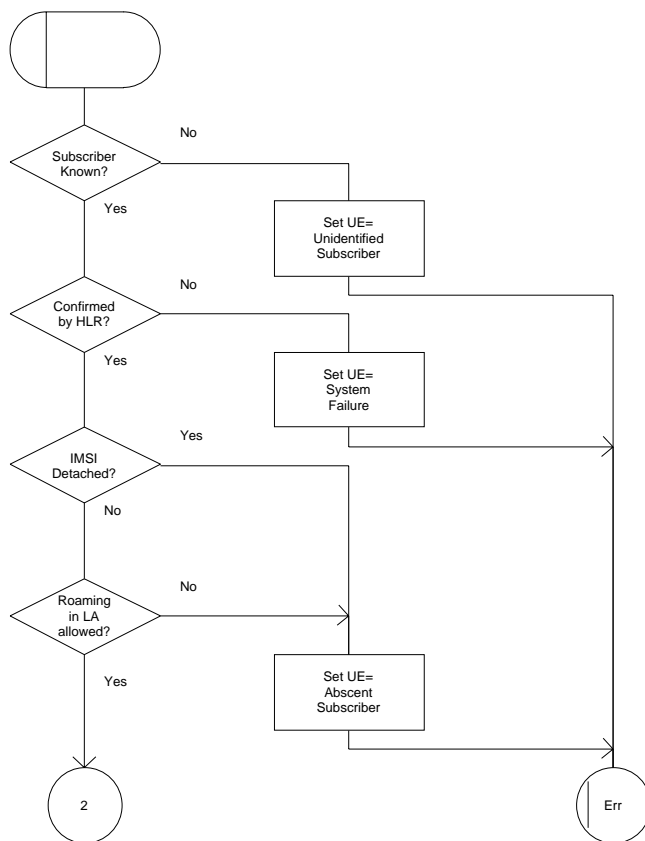 No
Subscriber
Known?
Yes
Set UE=
Unidentified
Subscriber
No
Confirmed
by HLR?
Yes
Set UE=
System
Failure
Yes
IMSI
Detached?
No
No
Roaming
in LA
allowed?
Yes
Set UE=
Abscent
Subscriber
2
Err